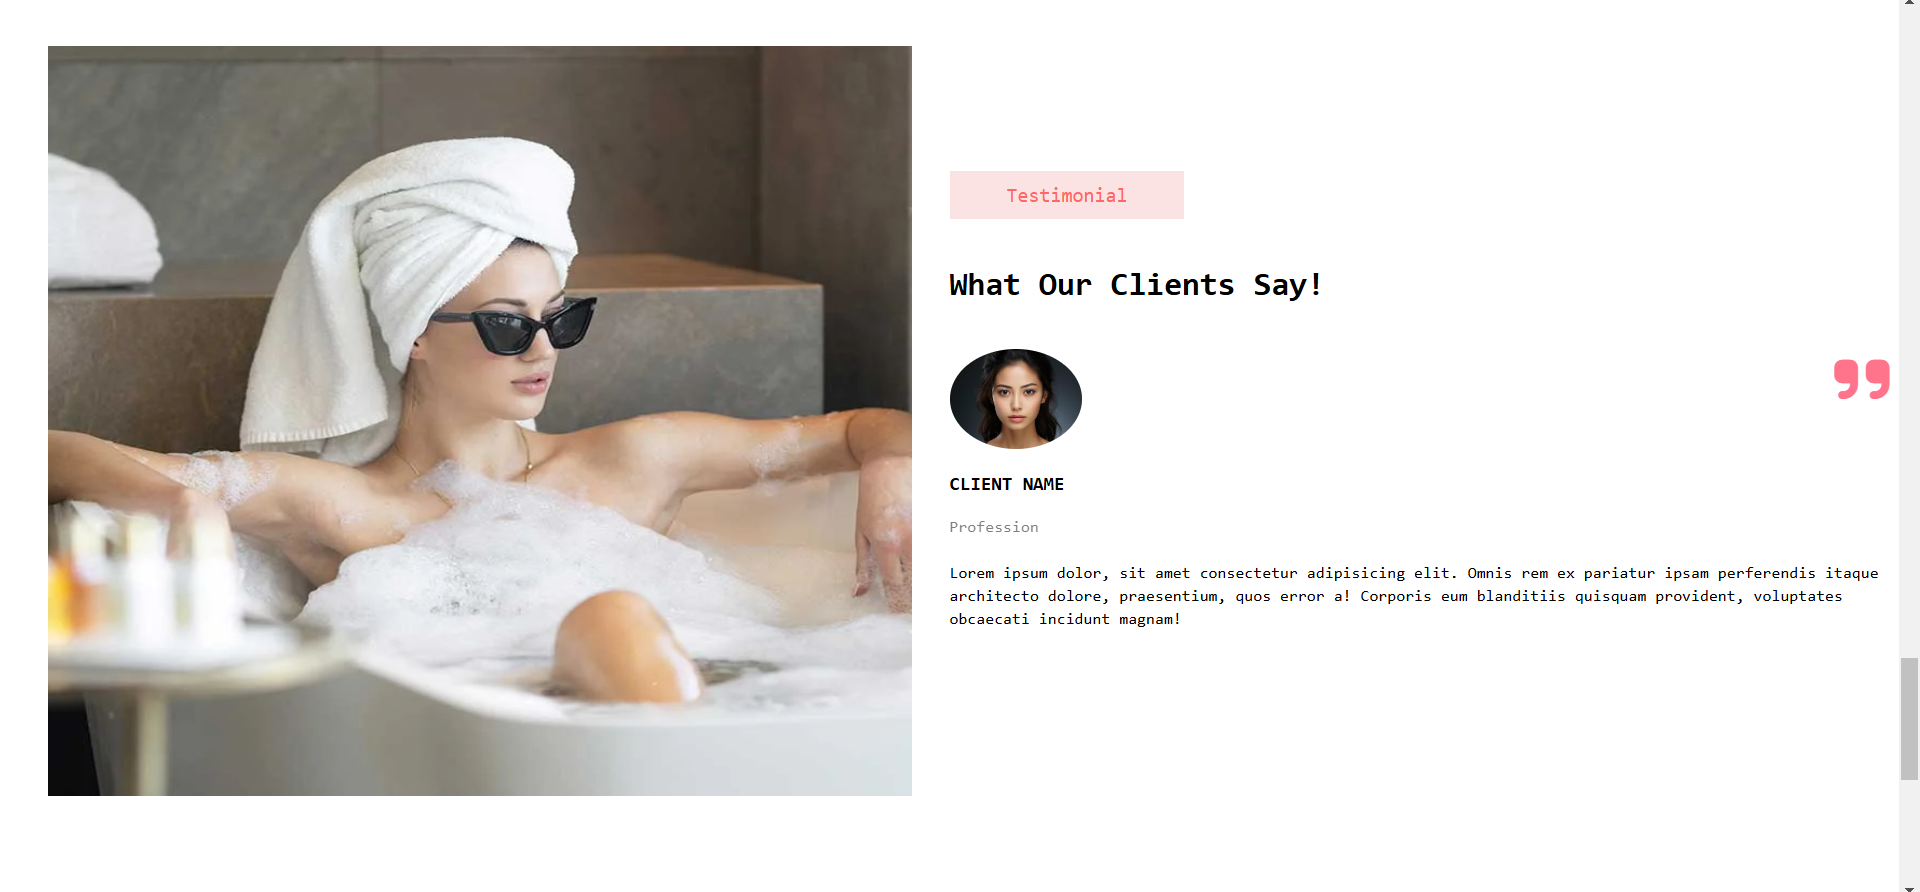 Testimonial
What Our Clients Say!
CLIENT NAME
Profession
Lorem ipsum dolor, sit amet consectetur adipisicing elit. Omnis rem ex pariatur ipsam perferendis itaque
architecto dolore, praesentium, quos error a! Corporis eum blanditiis quisquam provident, voluptates
obcaecati incidunt magnam!